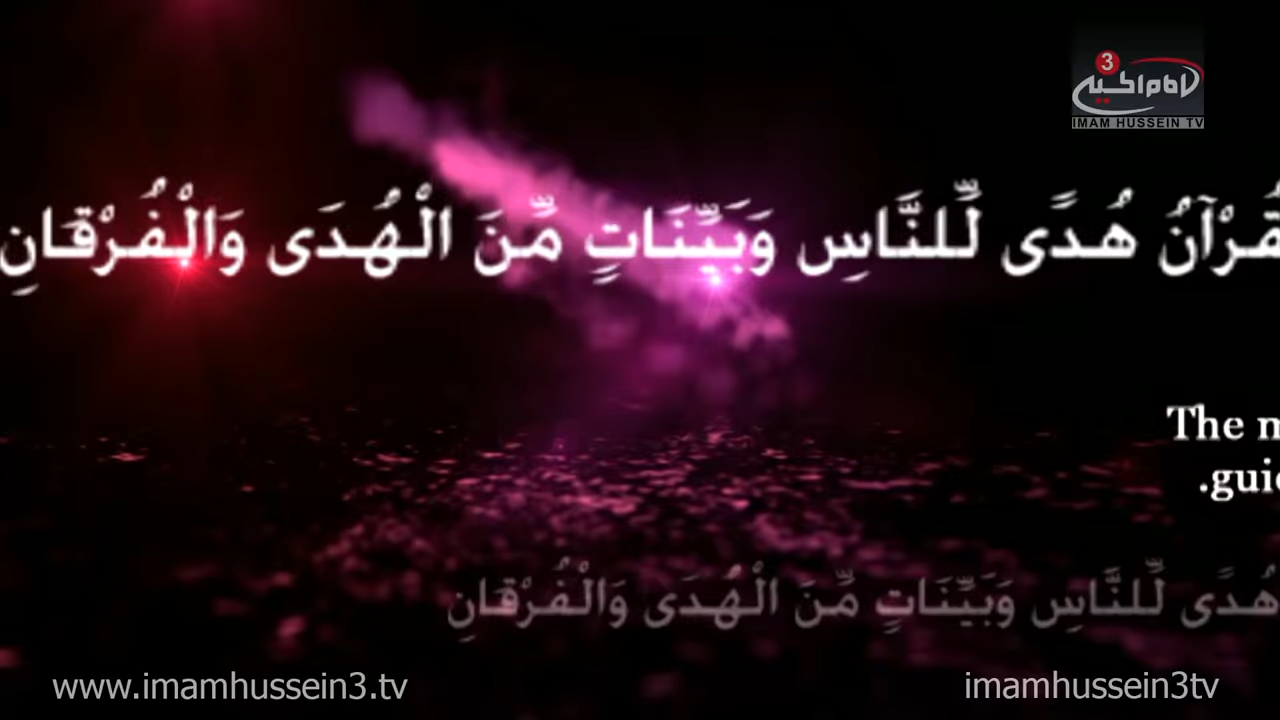 3
IMAM HUSSEIN TV
هُدًى لِّلنَّاسِ وَبَيِّنَاتٍ مِّنَ الْهُدَى وَالْفُرْقَانِ
The
وَبَيِّنَاتٍ مِّنَ الْهُدَى وَالْفُرْقَانِ لِّلنَّاسِ
www.imamhussein3.tv
imamhussein3tv